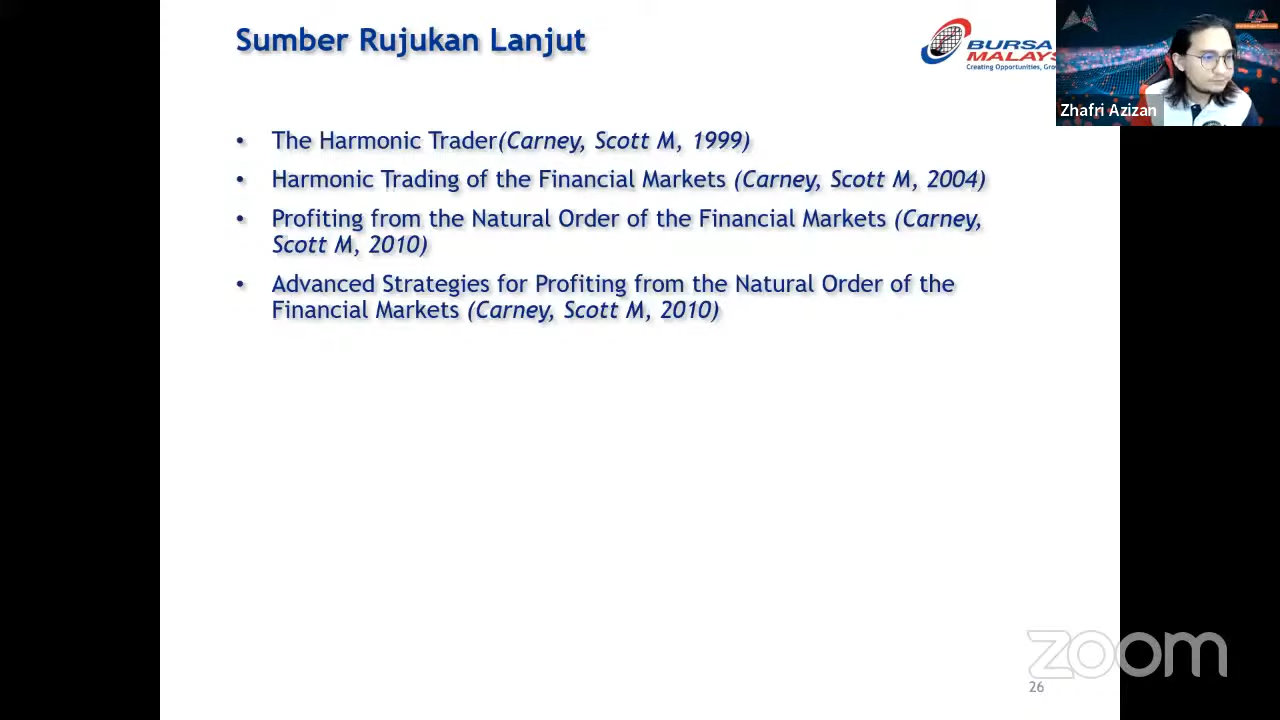 Sumber Rujukan Lanjut
BURSA
MALAYS
Creating Opportunities, Gro
Zhafri Azizan
• The Harmonic Trader(Carney, Scott M, 1999)
• Harmonic Trading of the Financial Markets (Carney, Scott M, 2004)
• Profiting from the Natural Order of the Financial Markets (Carney,
Scott M, 2010)
• Advanced Strategies for Profiting from the Natural Order of the
Financial Markets (Carney, Scott M, 2010)
zoom
26